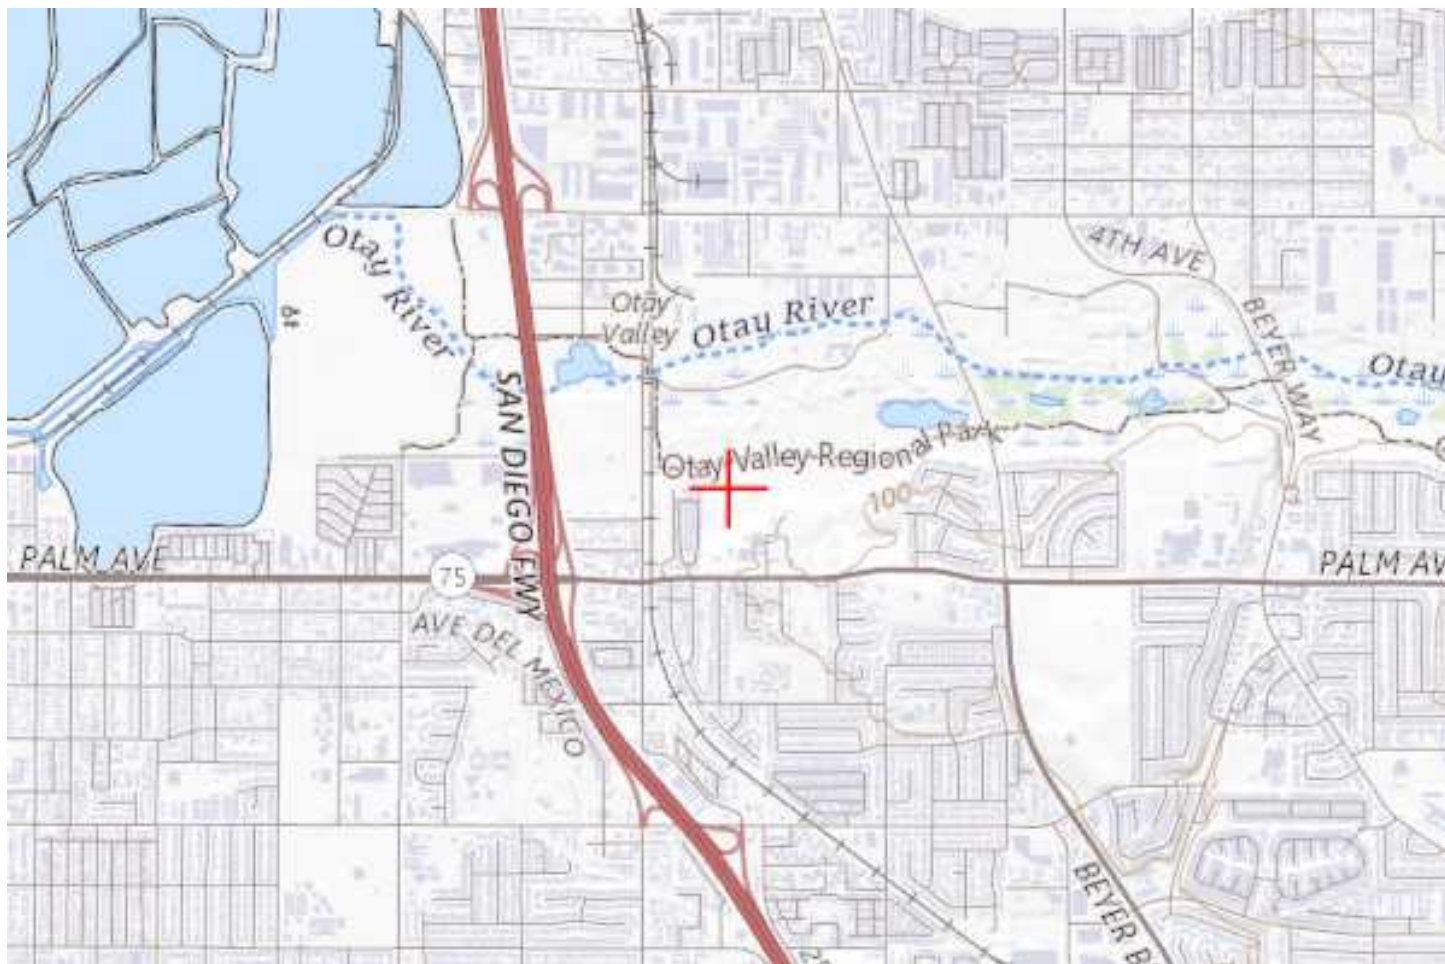 4TH AVE
Otay River
Otay
Valley
Otay River
BEYER WAY
Otay
SAN DIEGO FWY
Otay Valley Regional Park
100
PALM AVE
75
PALM AV
AVE DEL MEXICO
BEYER B